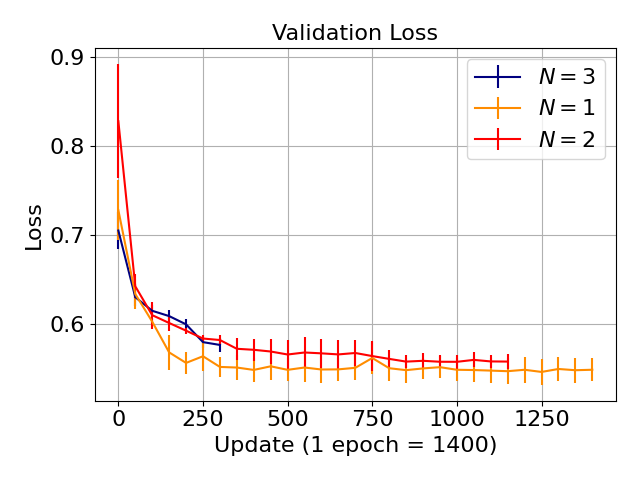 Validation Loss
0.9
0.8
0.7
0.6
Loss
N = 3
N = 1
N = 2
0 250 500 750 1000 1250
Update (1 epoch = 1400)